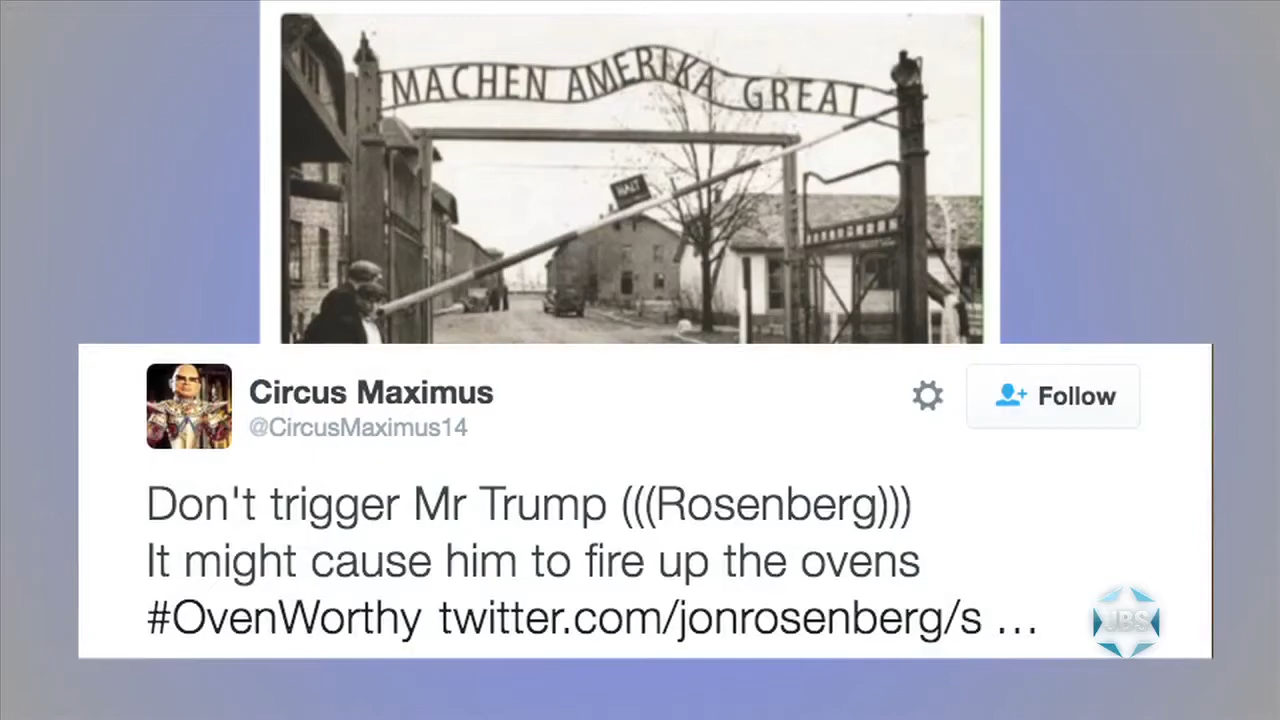 MACHEN AMERIKA GREAT
HALT
Circus Maximus
@CircusMaximus14
Follow
Don't trigger Mr Trump (((Rosenberg)))
It might cause him to fire up the ovens
#OvenWorthy twitter.com/jonrosenberg/s ...
JBS